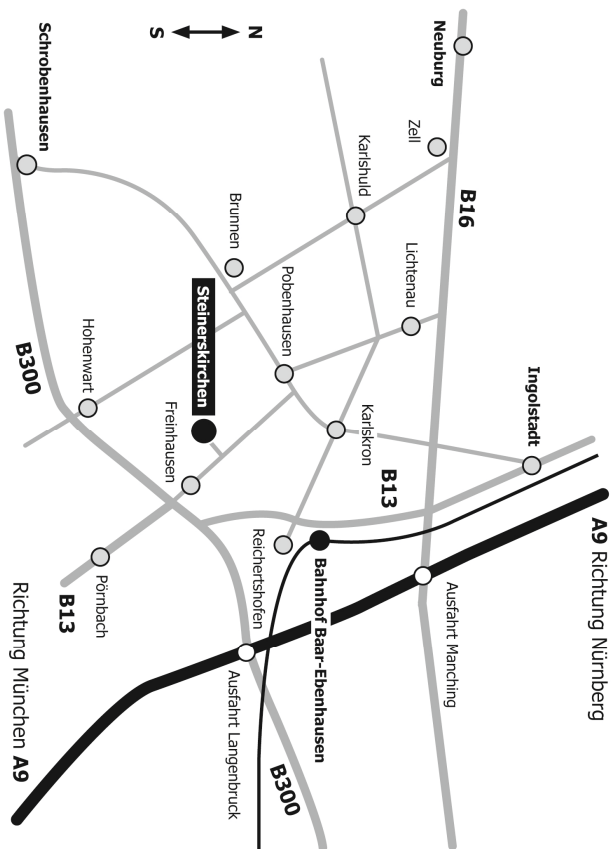 A9 Richtung Nürnberg
Ingolstadt
Neuburg
B16
Ausfahrt Manching
Zell
Lichtenau
B13
Karlshuld
Karlskron
Bahnhof Baar-Ebenhausen
Pobenhausen
Reichertshofen
B300
N
S
Brunnen
Ausfahrt Langenbruck
Steinerskirchen
Freinhausen
Pörnbach
Hohenwart
B13
Schrobenhausen
B300
Richtung München A9